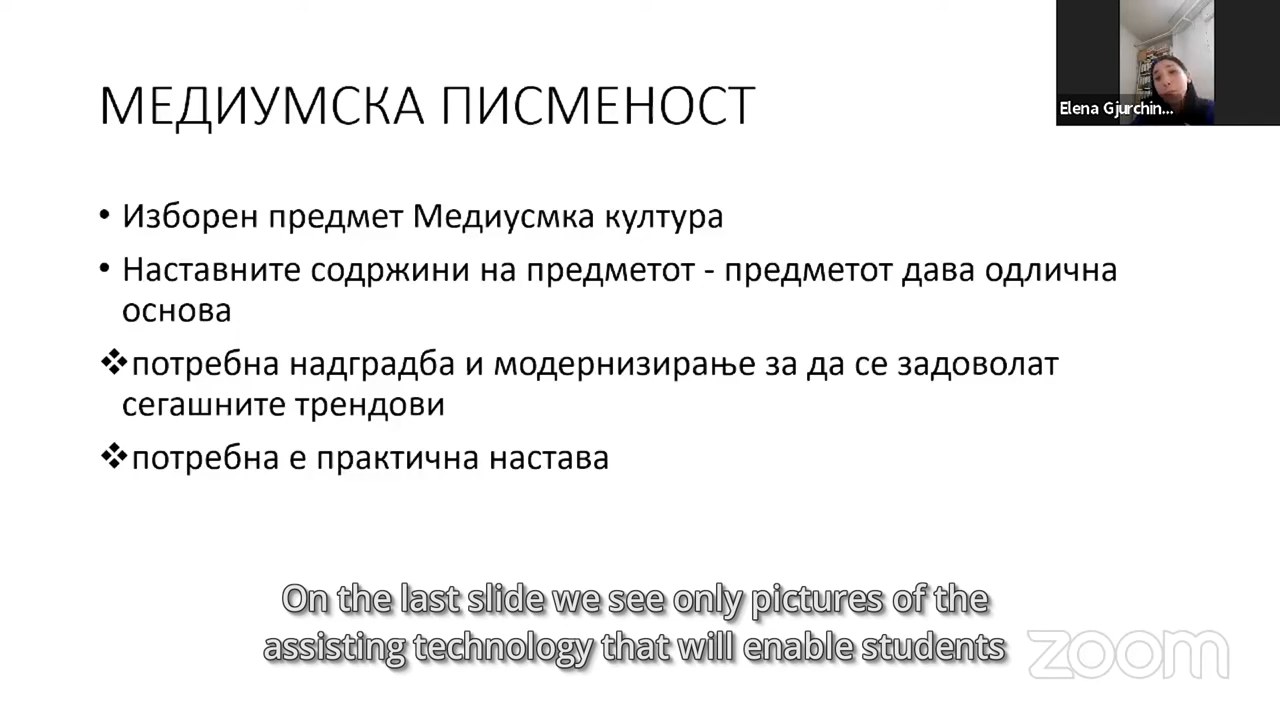 МЕДИУМСКА ПИСМЕНОСТ
Elena Gjurchin...
• Изборен предмет Медиусмка култура
• Наставните содржини на предметот - предметот дава одлична
основа
❖потребна надградба и модернизирање за да се задоволат
сегашните трендови
❖потребна е практична настава
On the last slide we see only pictures of the
assisting technology that will enable students
zoom